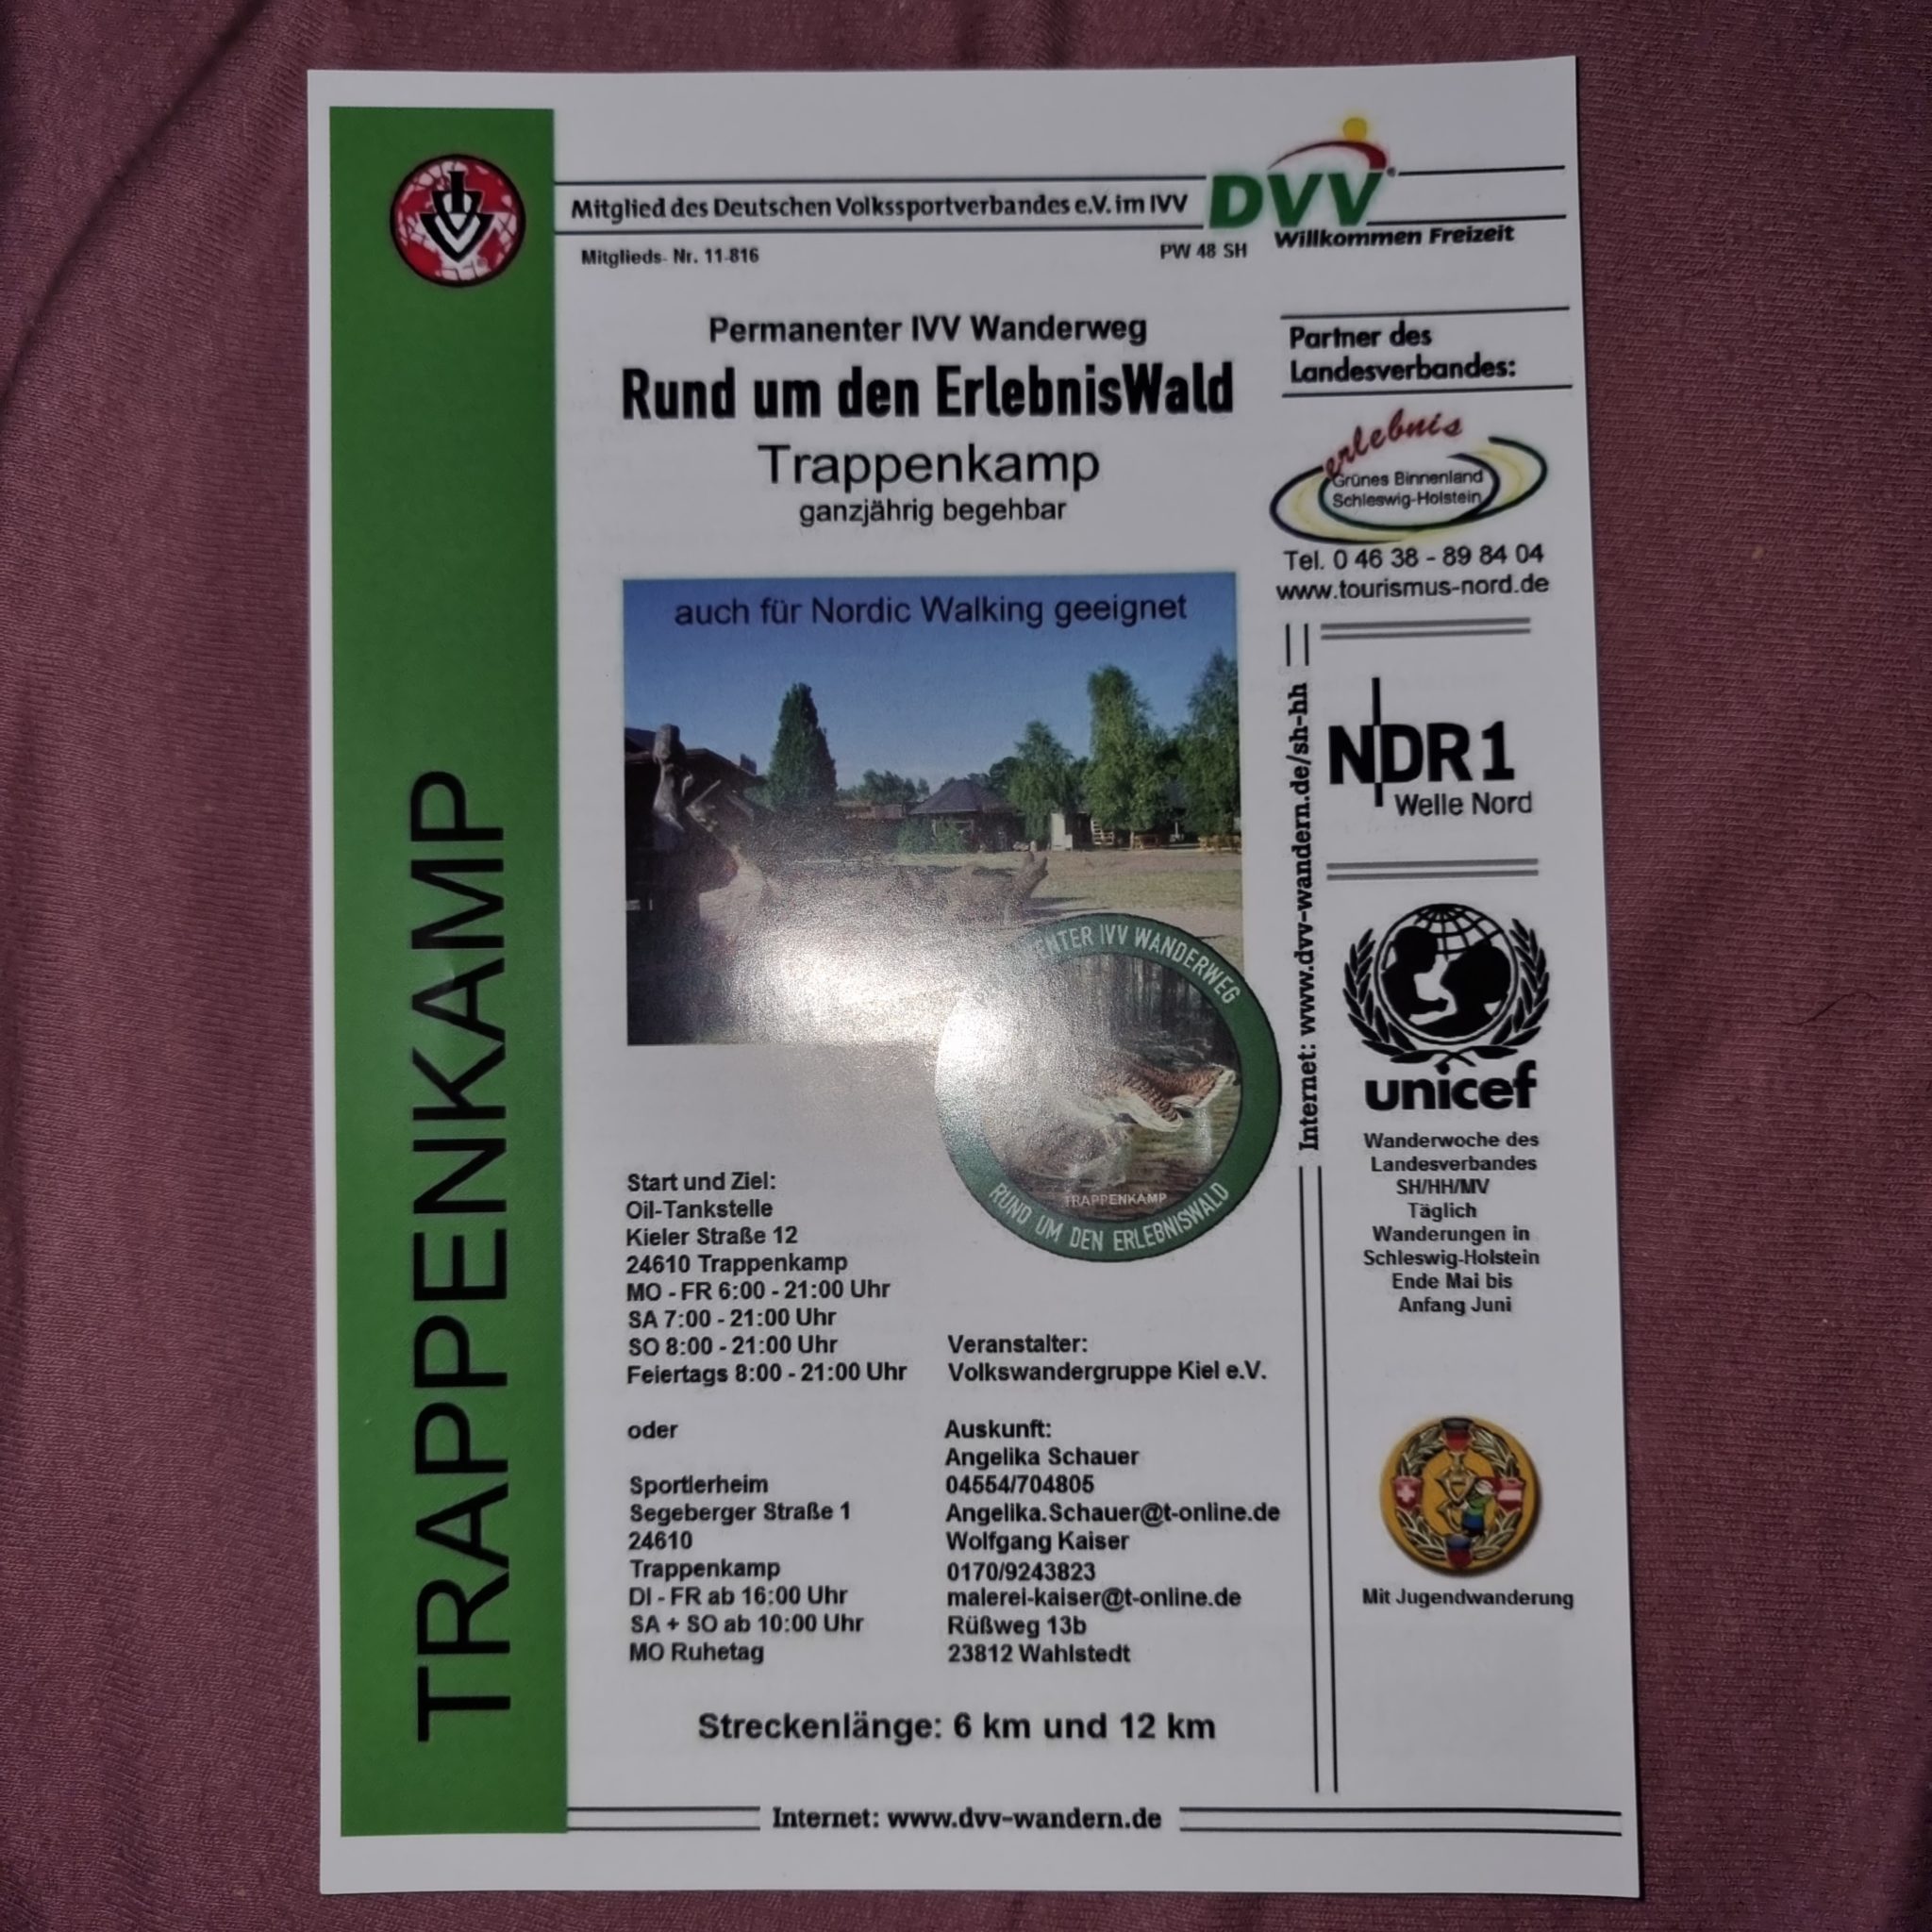 Mitglied des Deutschen Volkssportverbandes e.V. im IVV
DVV
Willkommen Freizeit
Mitglieds- Nr. 11-816
PW 48 SH
IVV
TRAPPENKAMP
Permanenter IVV Wanderweg
Rund um den ErlebnisWald
Trappenkamp
ganzjährig begehbar
auch für Nordic Walking geeignet
IVV WANDERWEG
TRAPPENKAMP
RUND UM DEN ERLEBNISWALD
Start und Ziel:
Oil-Tankstelle
Kieler Straße 12
24610 Trappenkamp
MO - FR 6:00 - 21:00 Uhr
SA 7:00 - 21:00 Uhr
SO 8:00 - 21:00 Uhr
Feiertags 8:00 - 21:00 Uhr
oder
Sportlerheim
Segeberger Straße 1
24610
Trappenkamp
DI - FR ab 16:00 Uhr
SA + SO ab 10:00 Uhr
MO Ruhetag
Veranstalter:
Volkswandergruppe Kiel e.V.
Auskunft:
Angelika Schauer
04554/704805
Angelika.Schauer@t-online.de
Wolfgang Kaiser
0170/9243823
malerei-kaiser@t-online.de
Rüßweg 13b
23812 Wahlstedt
Streckenlänge: 6 km und 12 km
Internet: www.dvv-wandern.de
Internet: www.dvv-wandern.de/sh-hh
Partner des
Landesverbandes:
erlebnis
Grünes Binnenland
Schleswig-Holstein
Tel. 0 46 38 - 89 84 04
www.tourismus-nord.de
NDR 1
Welle Nord
unicef
Wanderwoche des
Landesverbandes
SH/HH/MV
Täglich
Wanderungen in
Schleswig-Holstein
Ende Mai bis
Anfang Juni
Mit Jugendwanderung